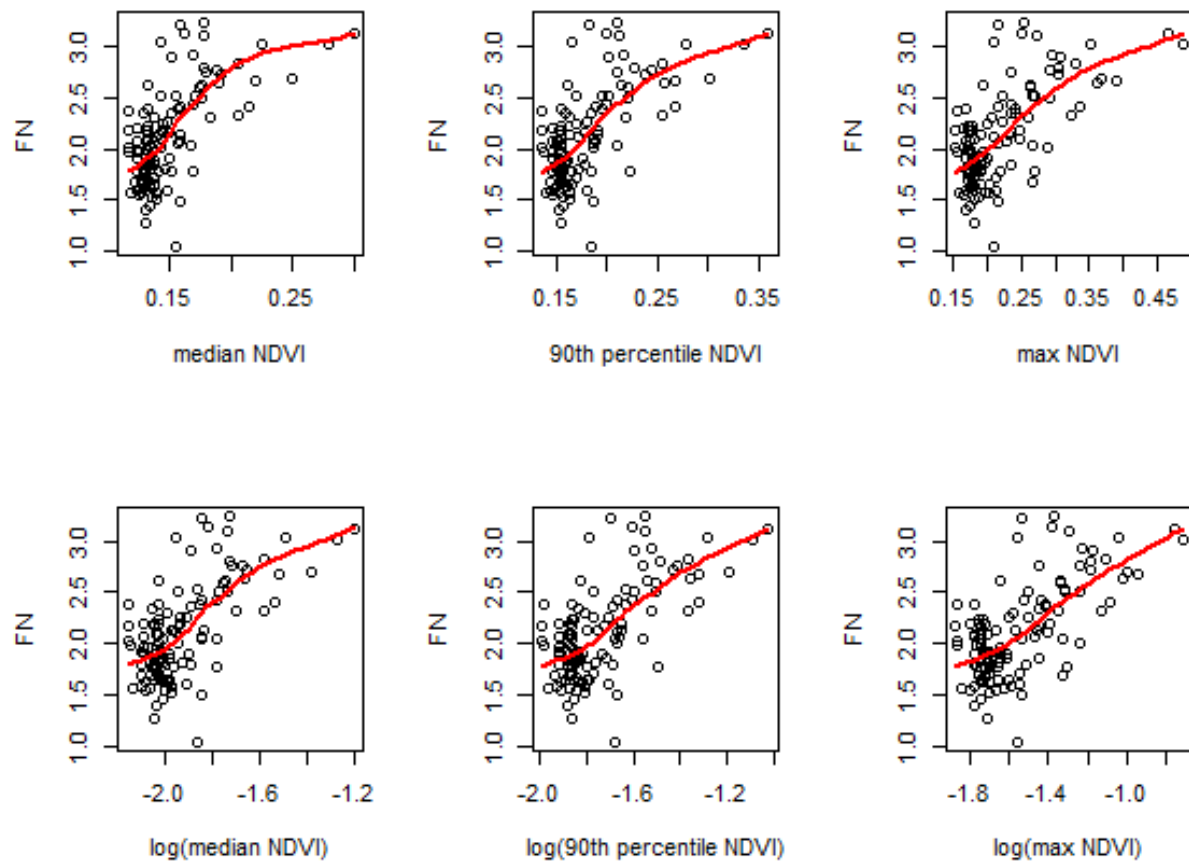 FN
1.0 1.5 2.0 2.5 3.0
0.15 0.25
median NDVI
FN
1.0 1.5 2.0 2.5 3.0
0.15 0.25 0.35
90th percentile NDVI
FN
1.0 1.5 2.0 2.5 3.0
0.15 0.25 0.35 0.45
max NDVI
FN
1.0 1.5 2.0 2.5 3.0
-2.0 -1.6 -1.2
log(median NDVI)
FN
1.0 1.5 2.0 2.5 3.0
-2.0 -1.6 -1.2
log(90th percentile NDVI)
FN
1.0 1.5 2.0 2.5 3.0
-1.8 -1.4 -1.0
log(max NDVI)